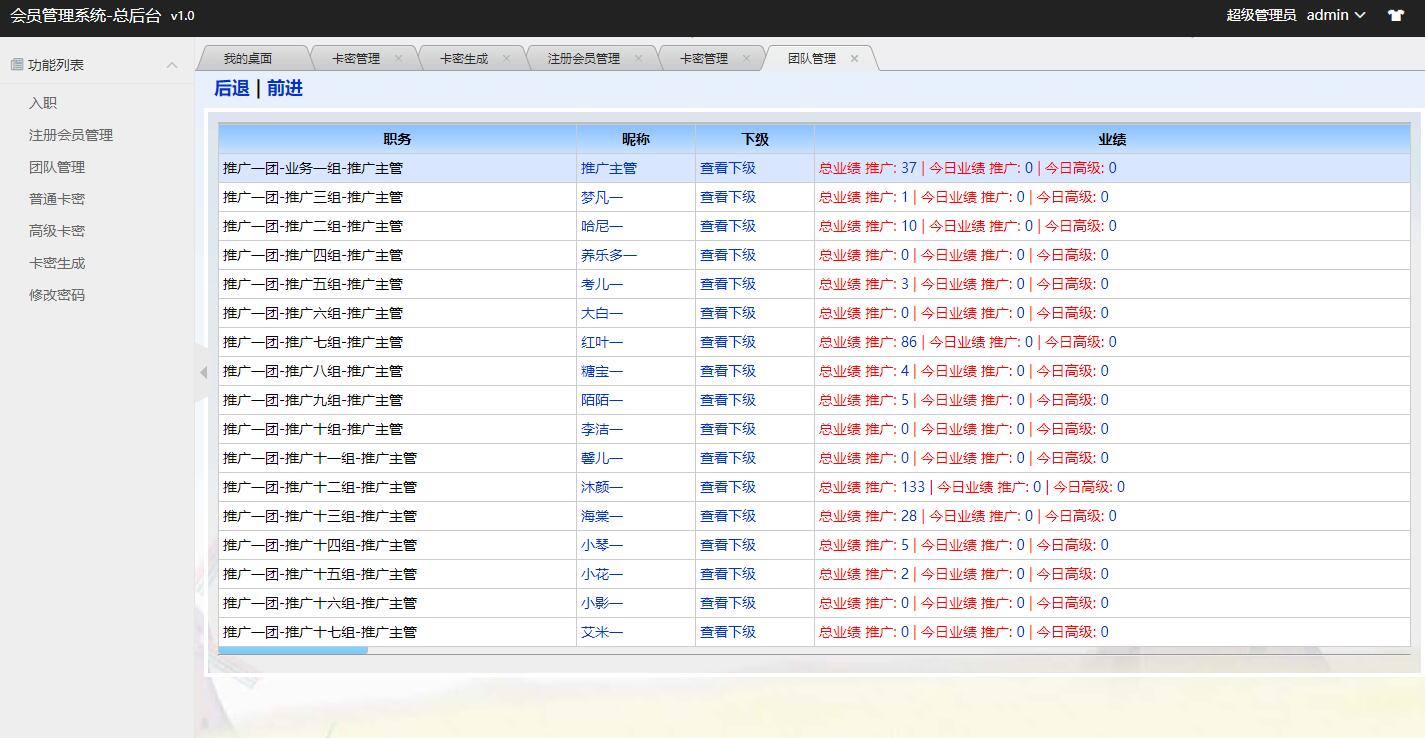 会员管理系统-总后台 v1.0
超级管理员 admin
功能列表
入职
注册会员管理
团队管理
普通卡密
高级卡密
卡密生成
修改密码
我的桌面 卡密管理 卡密生成 注册会员管理 卡密管理 团队管理
后退 | 前进
职务 昵称 下级 业绩
推广一团-业务一组-推广主管 推广主管 查看下级 总业绩 推广: 37 | 今日业绩 推广: 0 | 今日高级: 0
推广一团-推广三组-推广主管 梦凡一 查看下级 总业绩 推广: 1 | 今日业绩 推广: 0 | 今日高级: 0
推广一团-推广二组-推广主管 哈尼一 查看下级 总业绩 推广: 10 | 今日业绩 推广: 0 | 今日高级: 0
推广一团-推广四组-推广主管 养乐多一 查看下级 总业绩 推广: 0 | 今日业绩 推广: 0 | 今日高级: 0
推广一团-推广五组-推广主管 考儿一 查看下级 总业绩 推广: 3 | 今日业绩 推广: 0 | 今日高级: 0
推广一团-推广六组-推广主管 大白一 查看下级 总业绩 推广: 0 | 今日业绩 推广: 0 | 今日高级: 0
推广一团-推广七组-推广主管 红叶一 查看下级 总业绩 推广: 86 | 今日业绩 推广: 0 | 今日高级: 0
推广一团-推广八组-推广主管 糖宝一 查看下级 总业绩 推广: 4 | 今日业绩 推广: 0 | 今日高级: 0
推广一团-推广九组-推广主管 陌陌一 查看下级 总业绩 推广: 5 | 今日业绩 推广: 0 | 今日高级: 0
推广一团-推广十组-推广主管 李洁一 查看下级 总业绩 推广: 0 | 今日业绩 推广: 0 | 今日高级: 0
推广一团-推广十一组-推广主管 馨儿一 查看下级 总业绩 推广: 0 | 今日业绩 推广: 0 | 今日高级: 0
推广一团-推广十二组-推广主管 沐颜一 查看下级 总业绩 推广: 133 | 今日业绩 推广: 0 | 今日高级: 0
推广一团-推广十三组-推广主管 海棠一 查看下级 总业绩 推广: 28 | 今日业绩 推广: 0 | 今日高级: 0
推广一团-推广十四组-推广主管 小琴一 查看下级 总业绩 推广: 5 | 今日业绩 推广: 0 | 今日高级: 0
推广一团-推广十五组-推广主管 小花一 查看下级 总业绩 推广: 2 | 今日业绩 推广: 0 | 今日高级: 0
推广一团-推广十六组-推广主管 小影一 查看下级 总业绩 推广: 0 | 今日业绩 推广: 0 | 今日高级: 0
推广一团-推广十七组-推广主管 艾米一 查看下级 总业绩 推广: 0 | 今日业绩 推广: 0 | 今日高级: 0